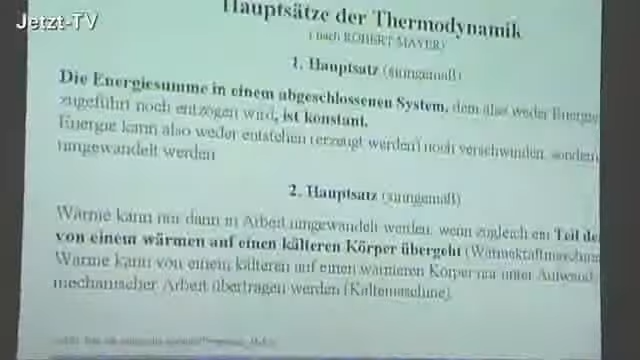 Jetzt-TV
Hauptsätze der Thermodynamik
(nach ROBERT MAYER)
1. Hauptsatz (sinngemäß)
Die Energiesumme in einem abgeschlossenen System, dem also weder Energie
zugeführt noch entzogen wird, ist konstant.
Energie kann also weder entstehen (erzeugt werden) noch verschwinden, sondern
umgewandelt werden
2. Hauptsatz (sinngemäß)
Wärme kann nur dann in Arbeit umgewandelt werden, wenn zugleich ein Teil de
von einem wärmen auf einen kälteren Körper übergeht (Wärmekraftmaschine
Wärme kann von einem kälteren auf einen wärmeren Körper nur unter Aufwand
mechanischer Arbeit übertragen werden (Kältemaschine)